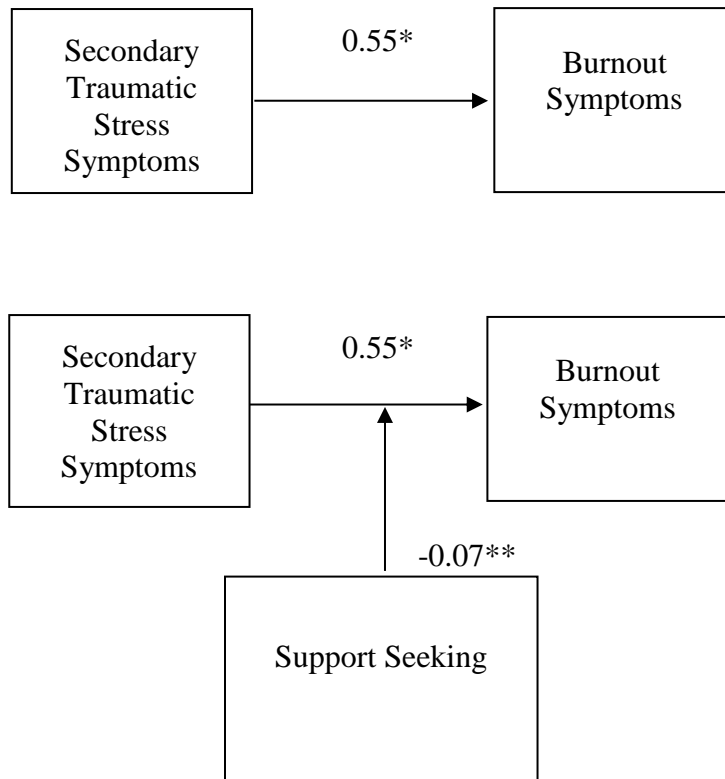 Secondary
Traumatic
Stress
Symptoms
0.55*
Burnout
Symptoms
Secondary
Traumatic
Stress
Symptoms
0.55*
Burnout
Symptoms
-0.07**
Support Seeking